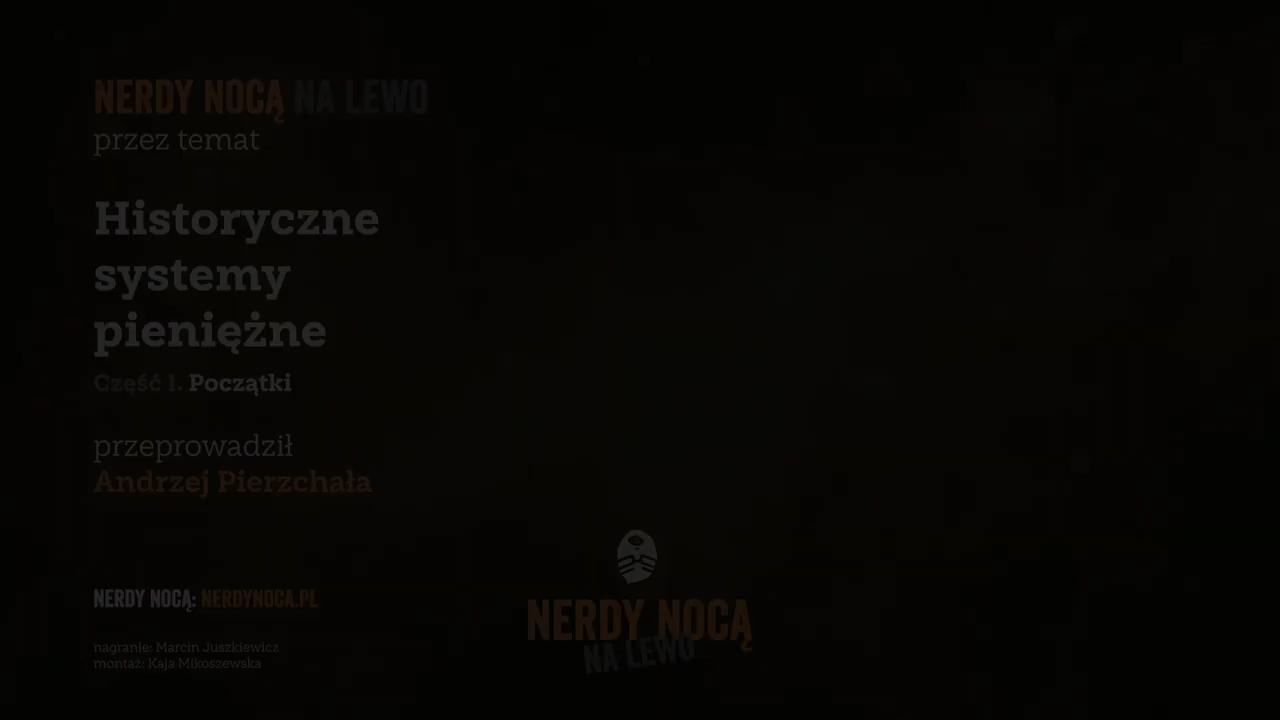 NERDY NOCĄ NA LEWO
przez temat
Historyczne
systemy
pieniężne
Część I. Początki
przeprowadził
Andrzej Pierzchała
NERDY NOCĄ: NERDYNOCA.PL
nagranie: Marcin Juszkiewicz
montaż: Kaja Mikoszewska
NERDY NOCĄ
NA LEWO